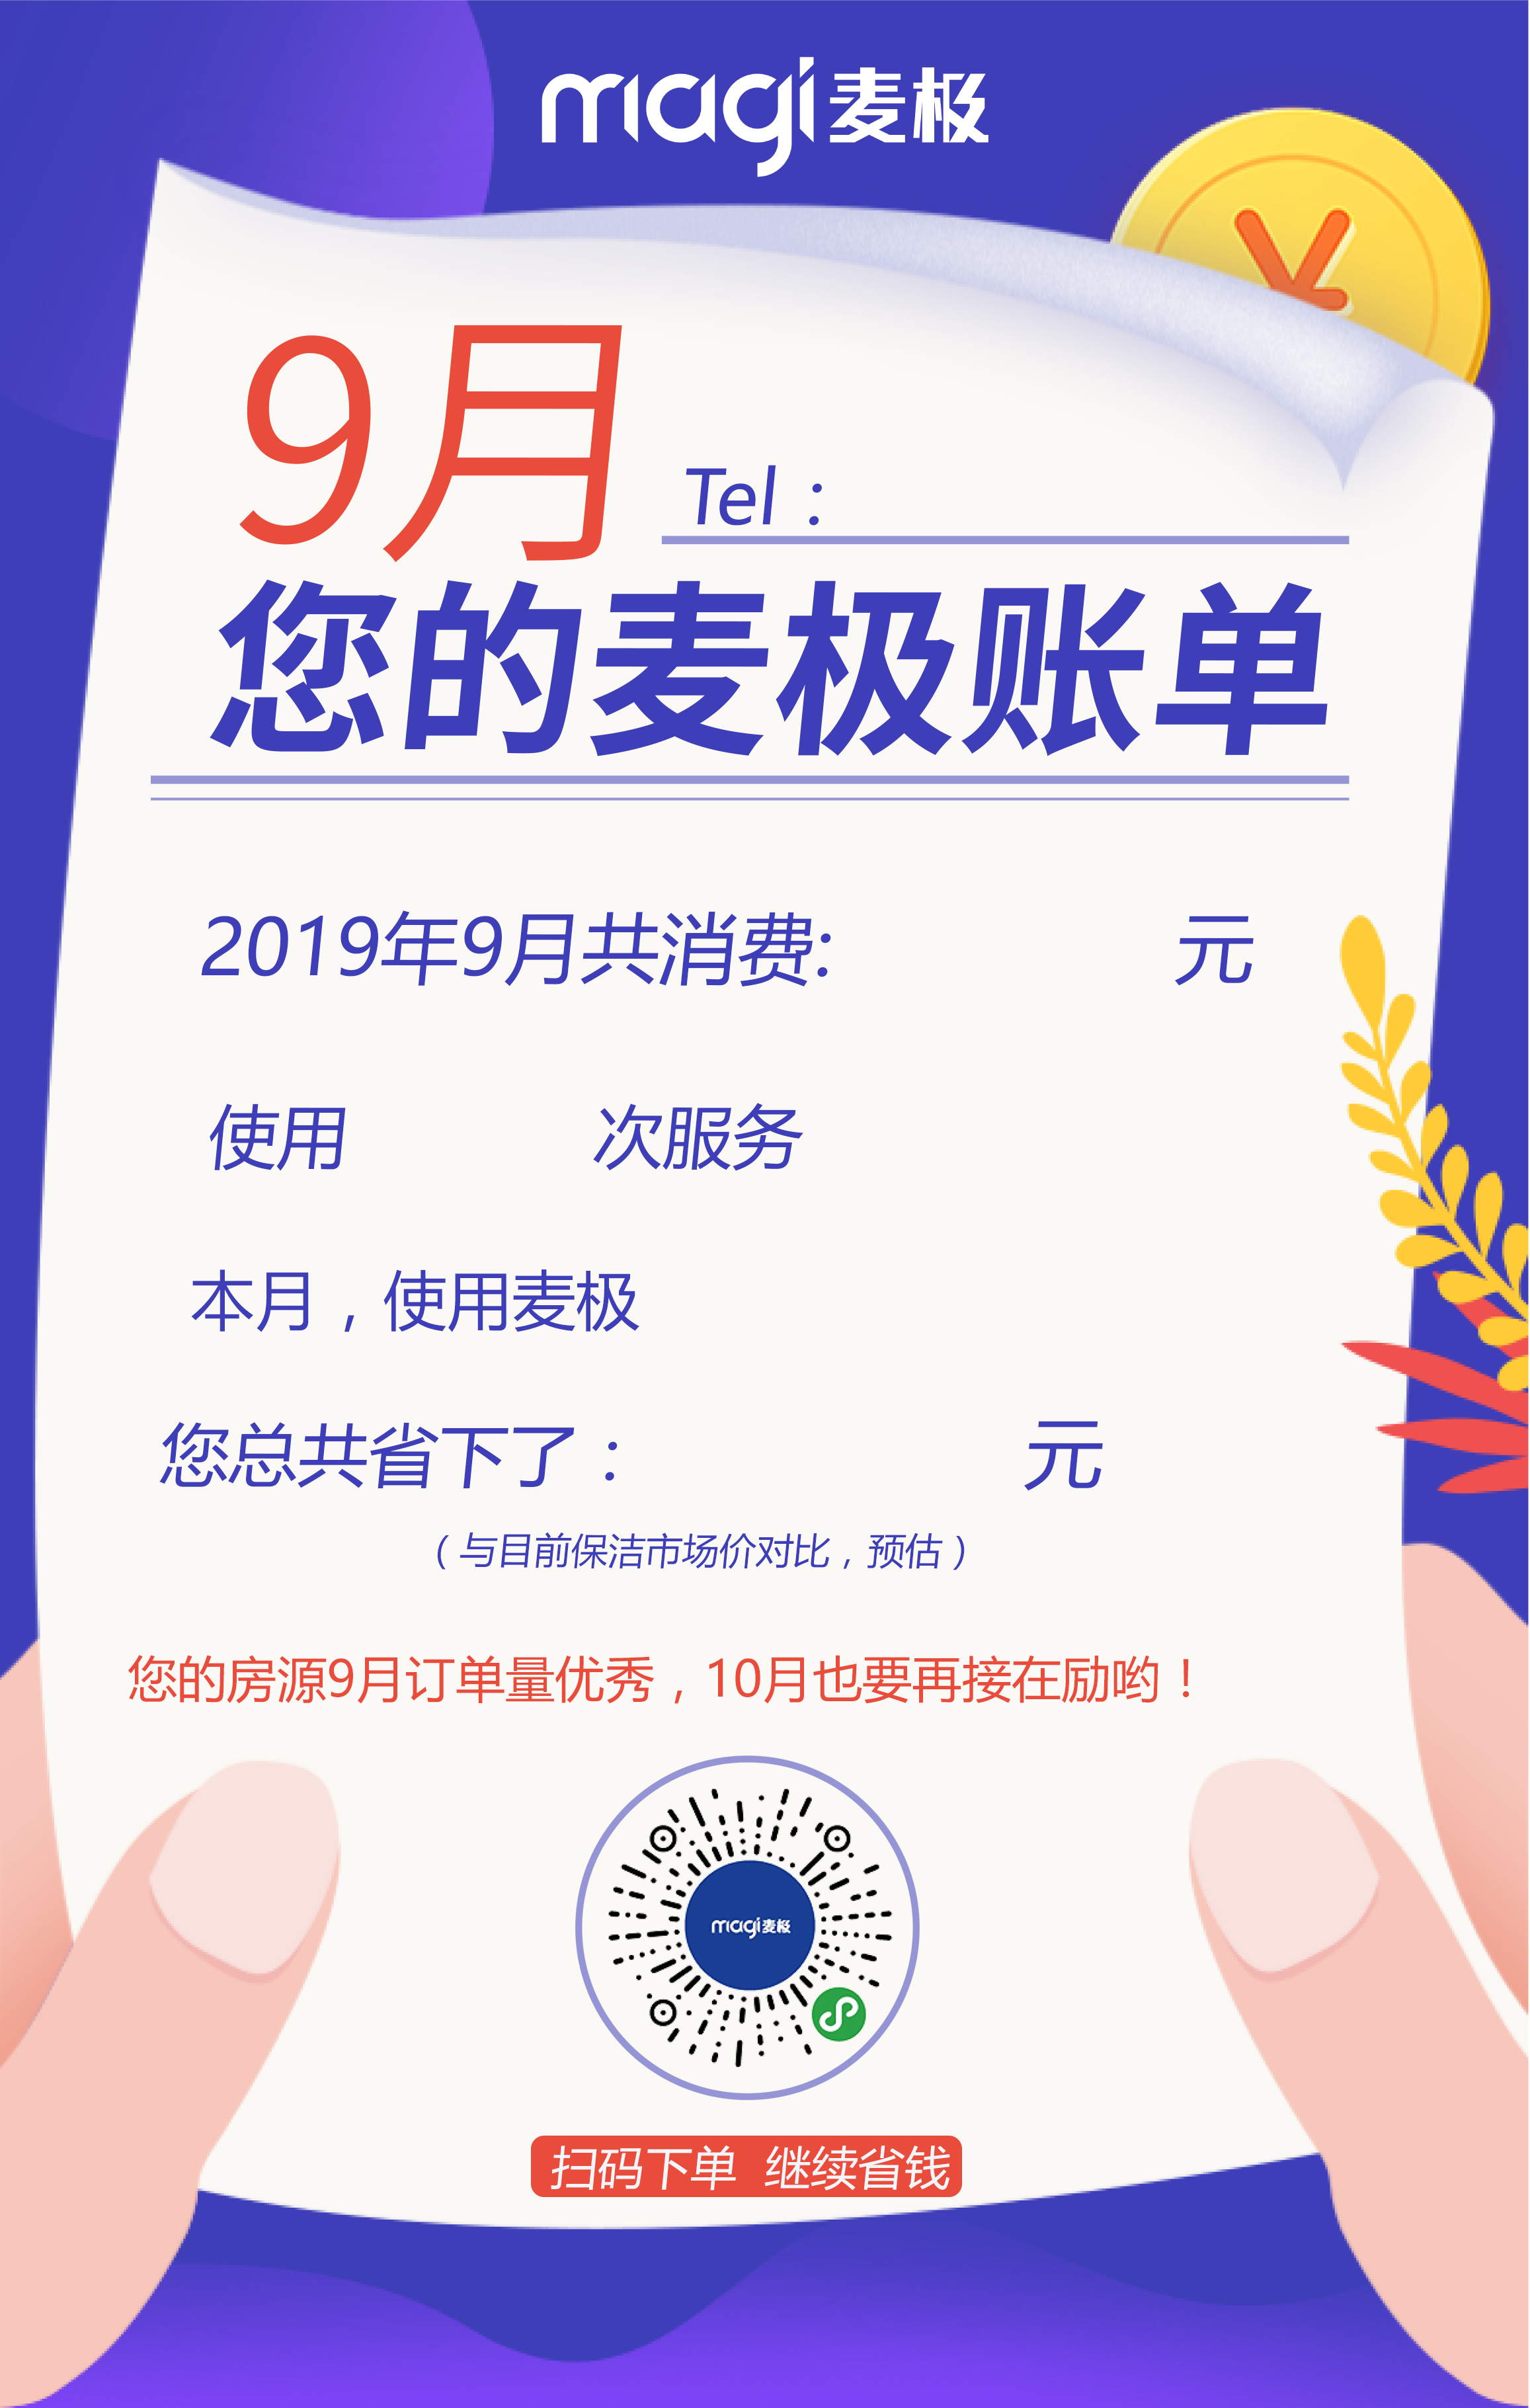 magi麦极
9月
Tel：
您的麦极账单
2019年9月共消费: 元
使用 次服务
本月，使用麦极
您总共省下了： 元
（与目前保洁市场价对比，预估）
您的房源9月订单量优秀，10月也要再接在励哟！
magi麦极
扫码下单 继续省钱